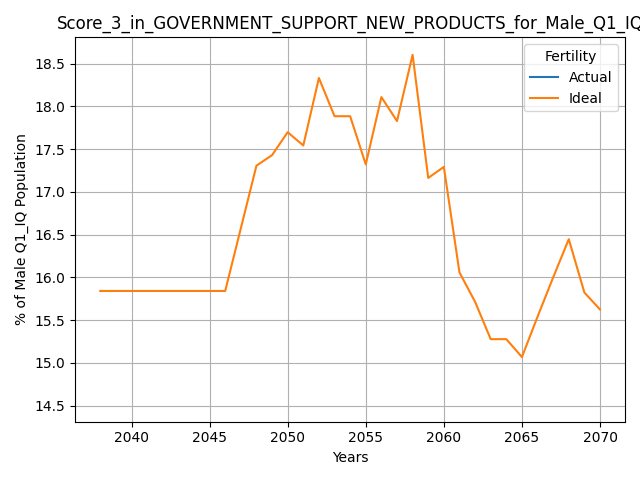 Score_3_in_GOVERNMENT_SUPPORT_NEW_PRODUCTS_for_Male_Q1_IQ
Fertility
Actual
Ideal
% of Male Q1_IQ Population
18.5
18.0
17.5
17.0
16.5
16.0
15.5
15.0
14.5
2040 2045 2050 2055 2060 2065 2070
Years